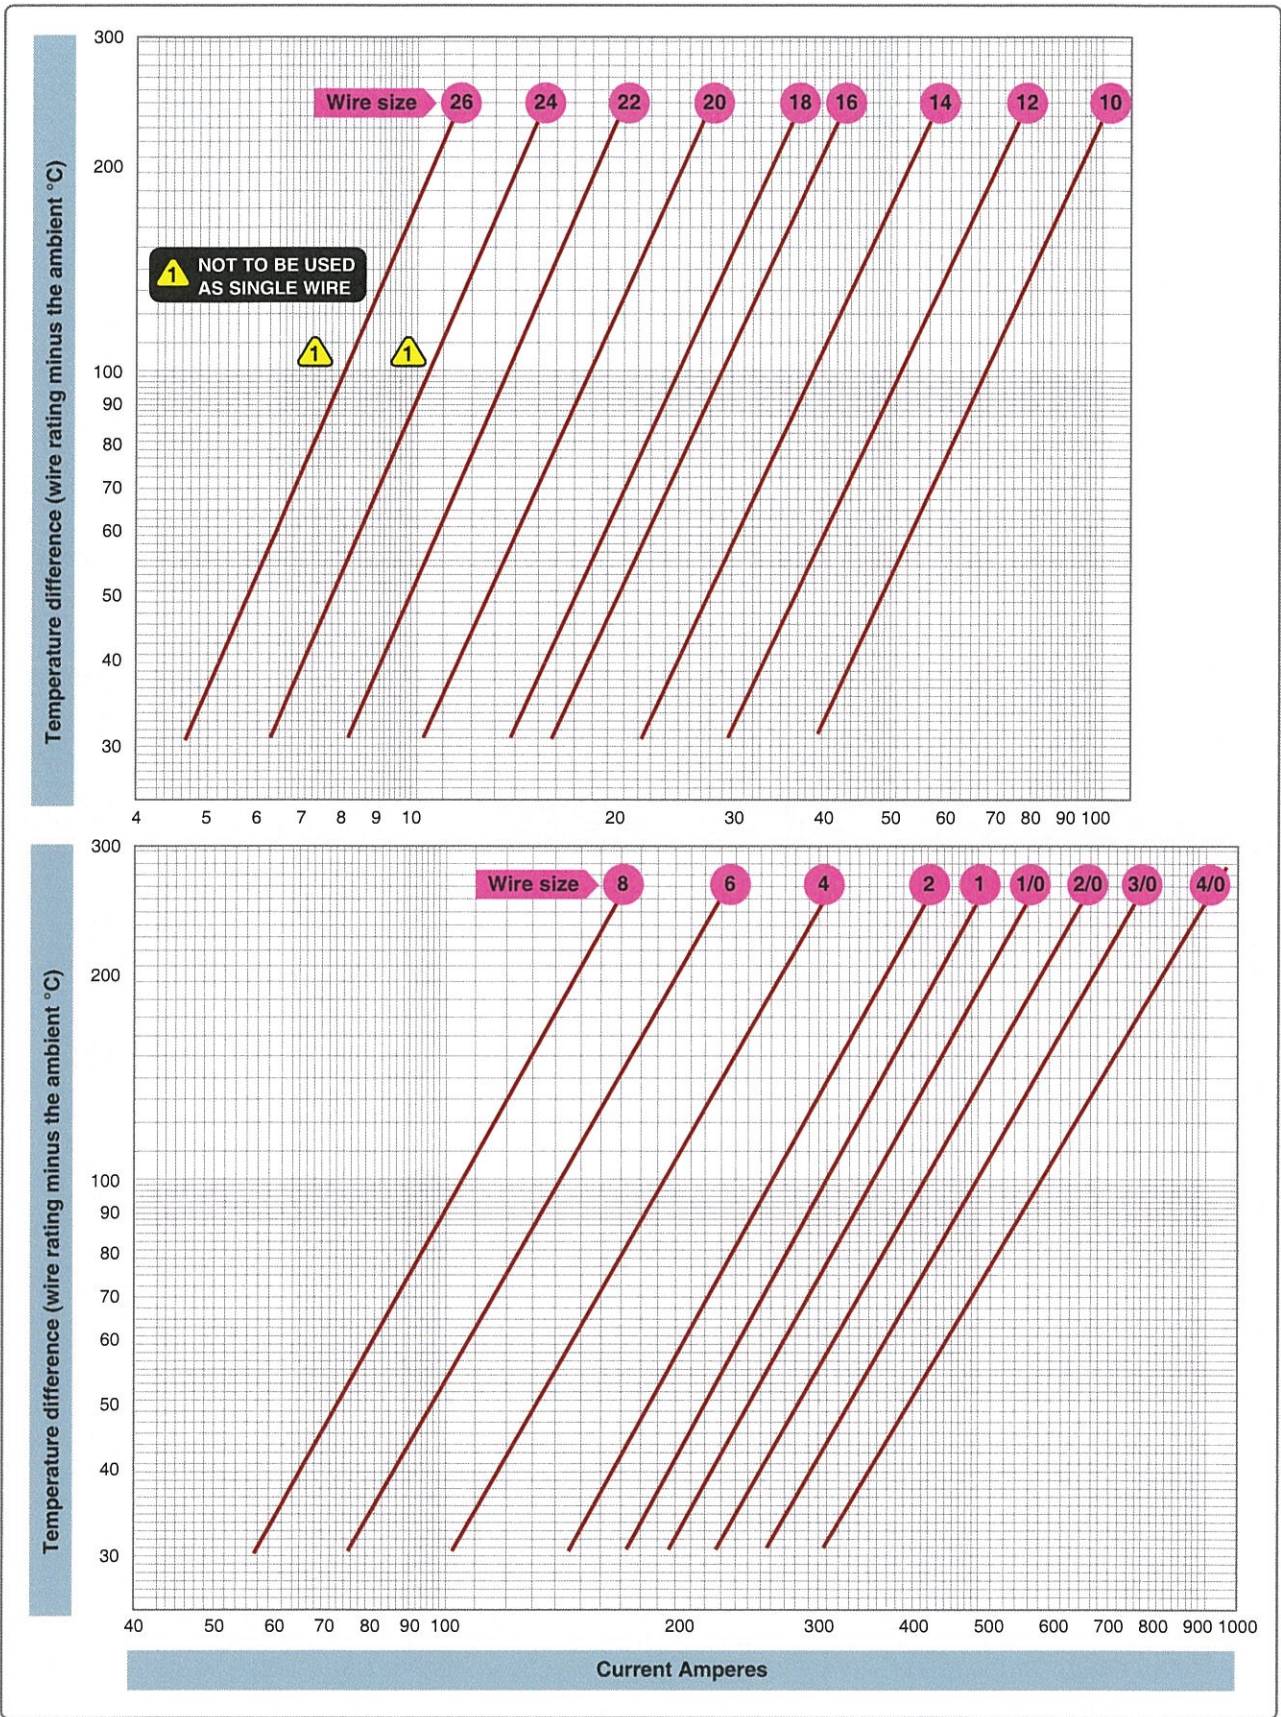 Temperature difference (wire rating minus the ambient °C)
300
200
100
90
80
70
60
50
40
30
Wire size 26 24 22 20 18 16 14 12 10
1 NOT TO BE USED
AS SINGLE WIRE
1 1
4 5 6 7 8 9 10 20 30 40 50 60 70 80 90 100
Temperature difference (wire rating minus the ambient °C)
300
200
100
90
80
70
60
50
40
30
Wire size 8 6 4 2 1 1/0 2/0 3/0 4/0
40 50 60 70 80 90 100 200 300 400 500 600 700 800 900 1000
Current Amperes